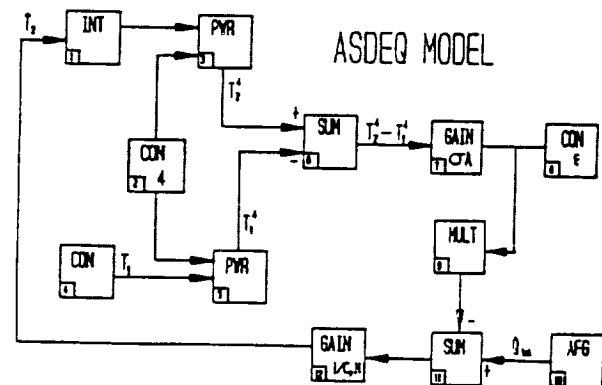 ASDEQ MODEL
Ṫ₂
INT
1
PWR
3
T₂⁴
CON
4
2
CON
4
T₁
PWR
5
T₁⁴
+
-
SUM
6
T₂⁴-T₁⁴
GAIN
σA
7
CON
ε
8
MULT
9
-
SUM
11
+
AFG
10
GAIN
1/CₚM
12